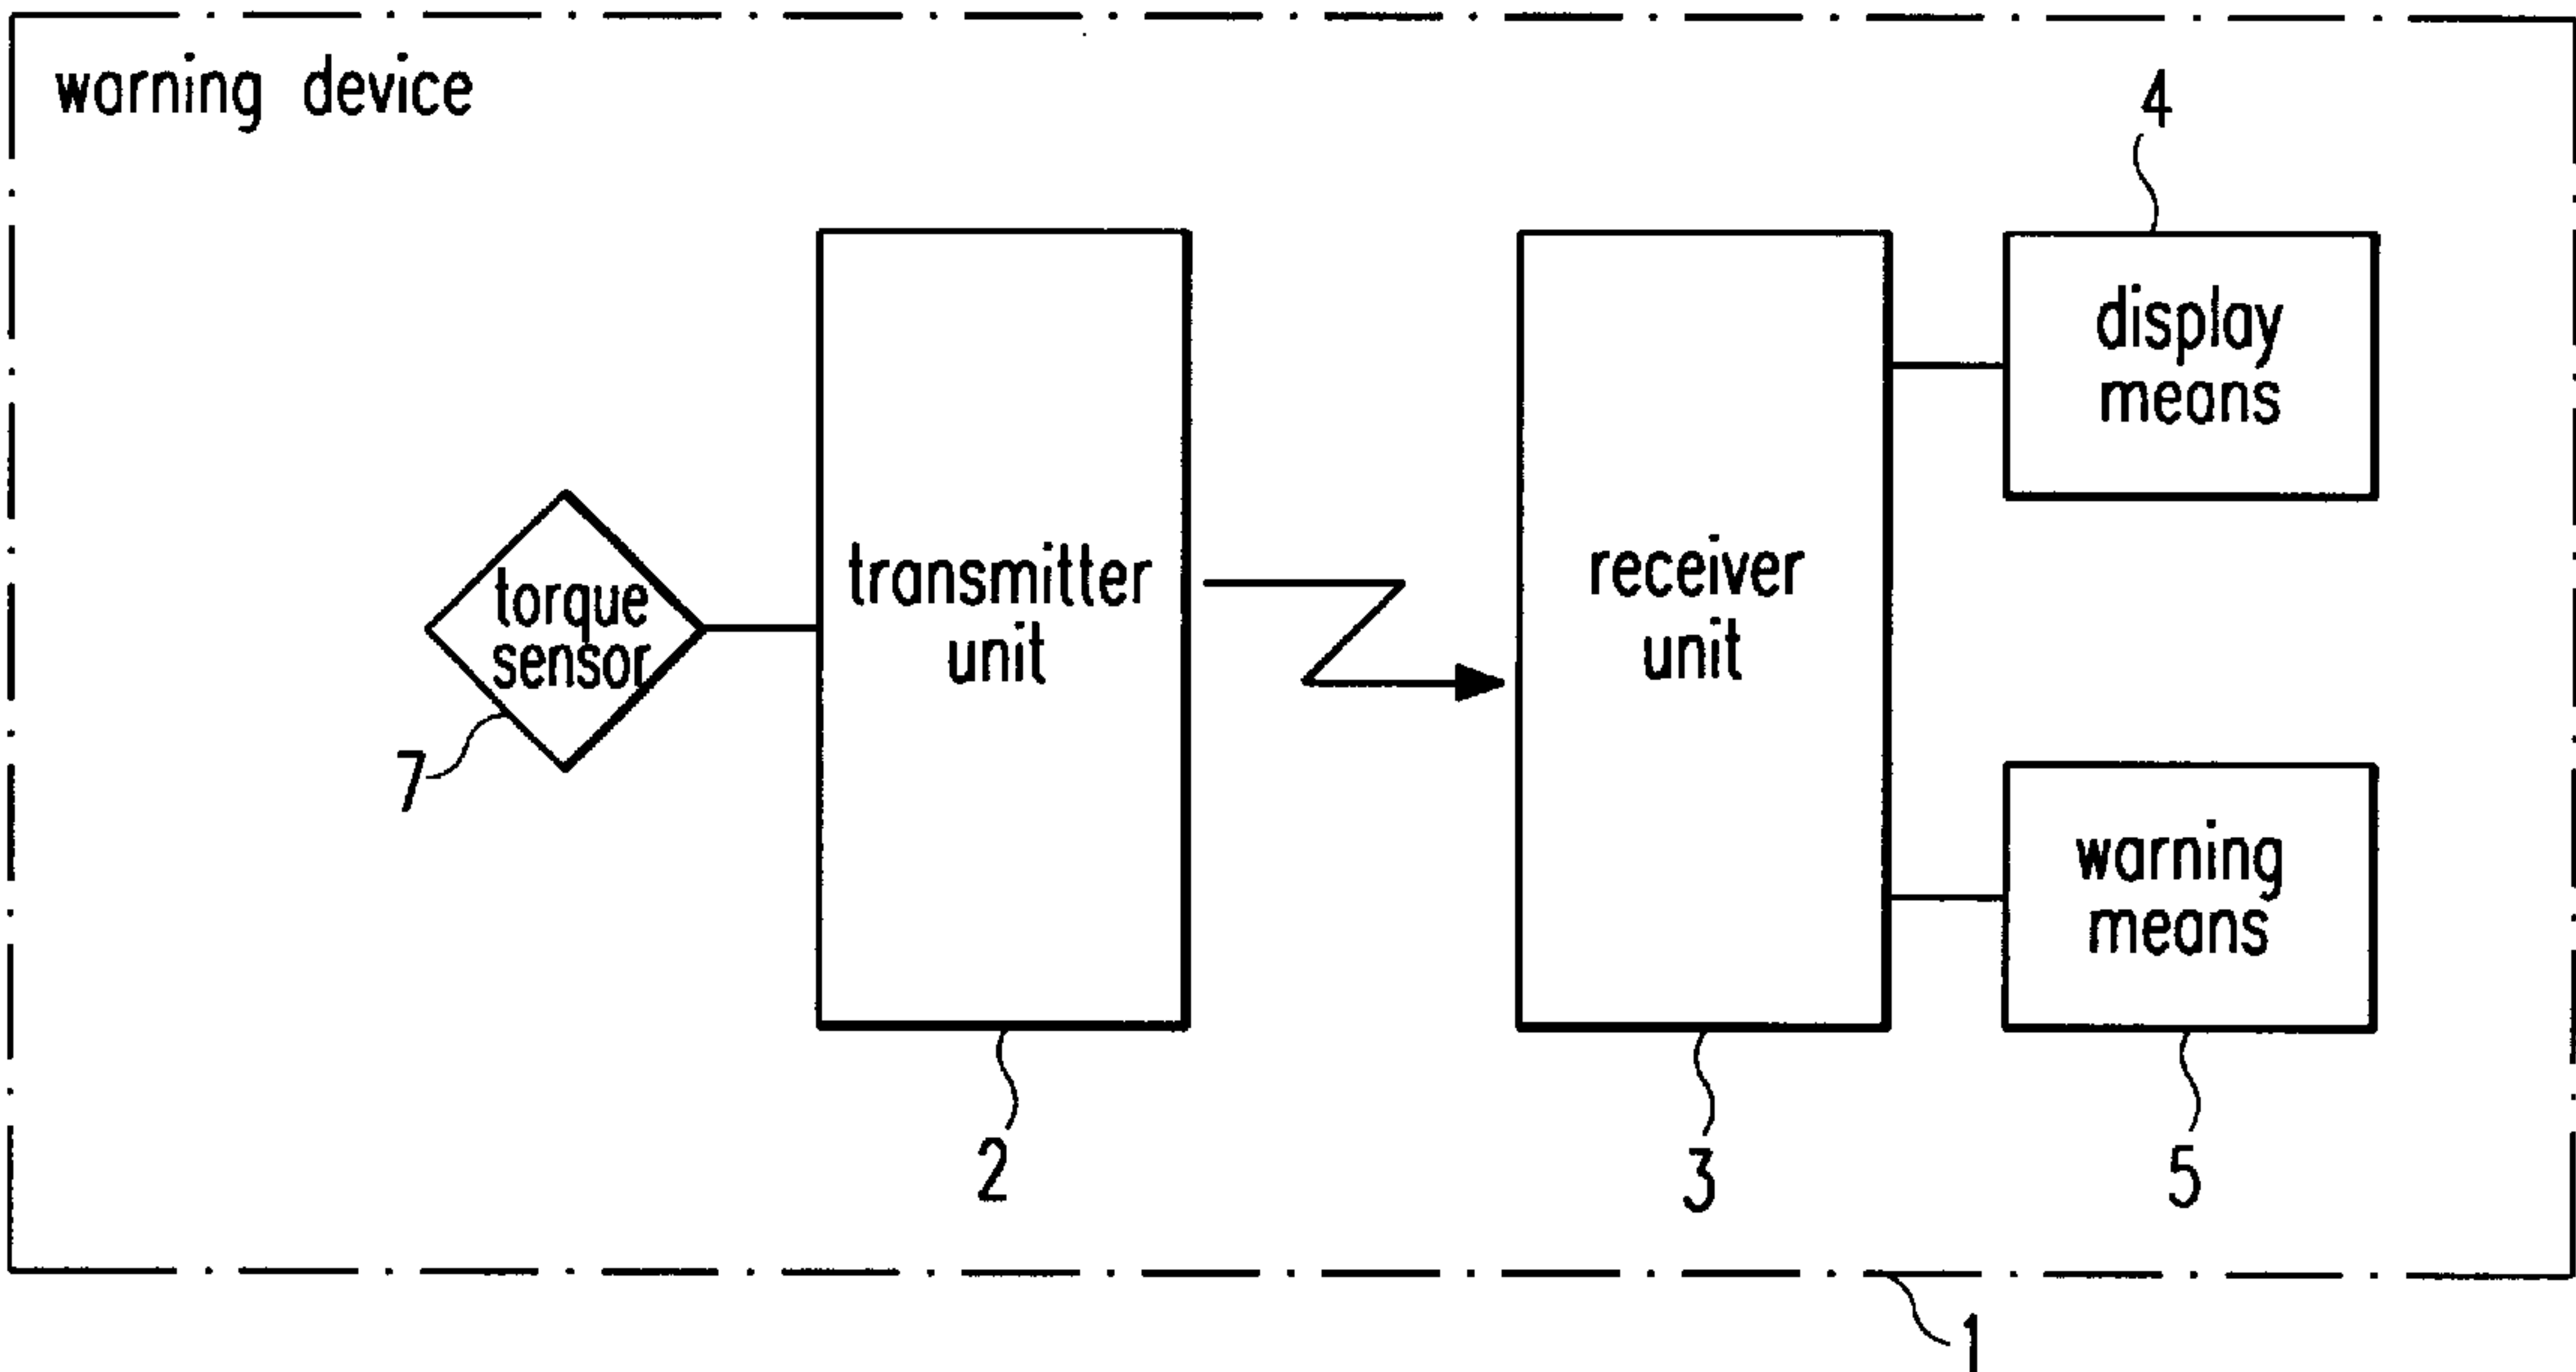 warning device
4
display
means
torque
sensor
7
transmitter
unit
receiver
unit
warning
means
2
3
5
1